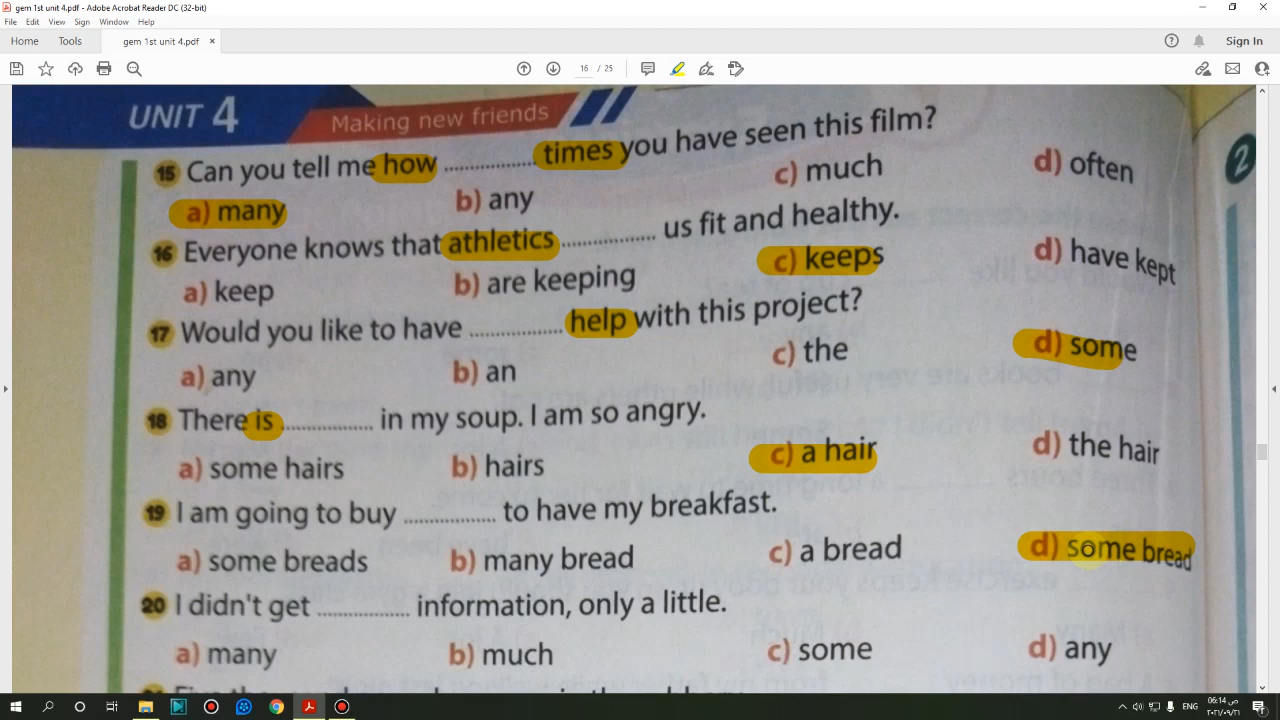 gem 1st unit 4.pdf - Adobe Acrobat Reader DC (32-bit)
File Edit View Sign Window Help
Home Tools gem 1st unit 4.pdf × Sign In
16 / 25
UNIT 4 Making new friends
15 Can you tell me how .............. times you have seen this film?
a) many b) any c) much d) often
16 Everyone knows that athletics .............. us fit and healthy.
a) keep b) are keeping c) keeps d) have kept
17 Would you like to have .............. help with this project?
a) any b) an c) the d) some
18 There is .............. in my soup. I am so angry.
a) some hairs b) hairs c) a hair d) the hair
19 I am going to buy .............. to have my breakfast.
a) some breads b) many bread c) a bread d) some bread
20 I didn't get .............. information, only a little.
a) many b) much c) some d) any
2
ENG 06:14 ص
٢٠٢١/٠٩/٢١